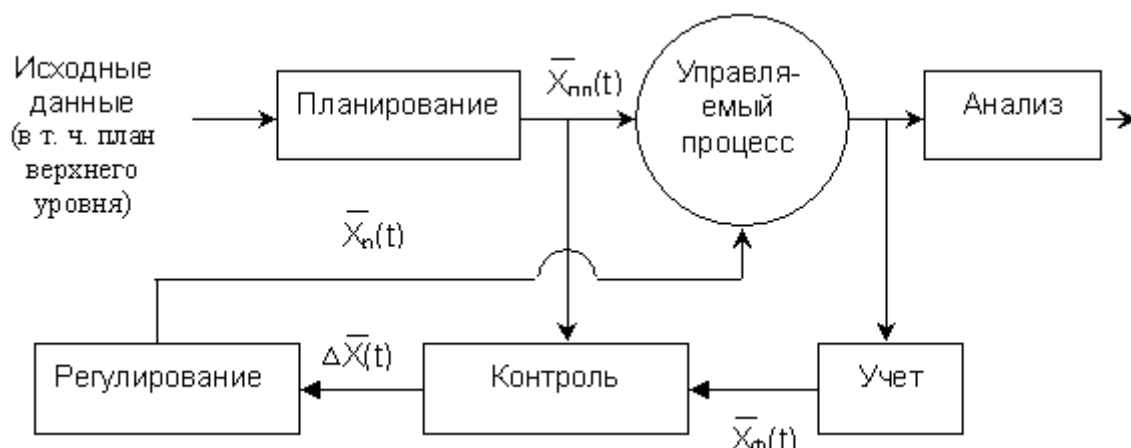 Исходные
данные
(в т. ч. план
верхнего
уровня)
Планирование
X̅пл(t)
Управля-
емый
процесс
Анализ
X̅п(t)
Регулирование
ΔX̅(t)
Контроль
X̅ф(t)
Учет